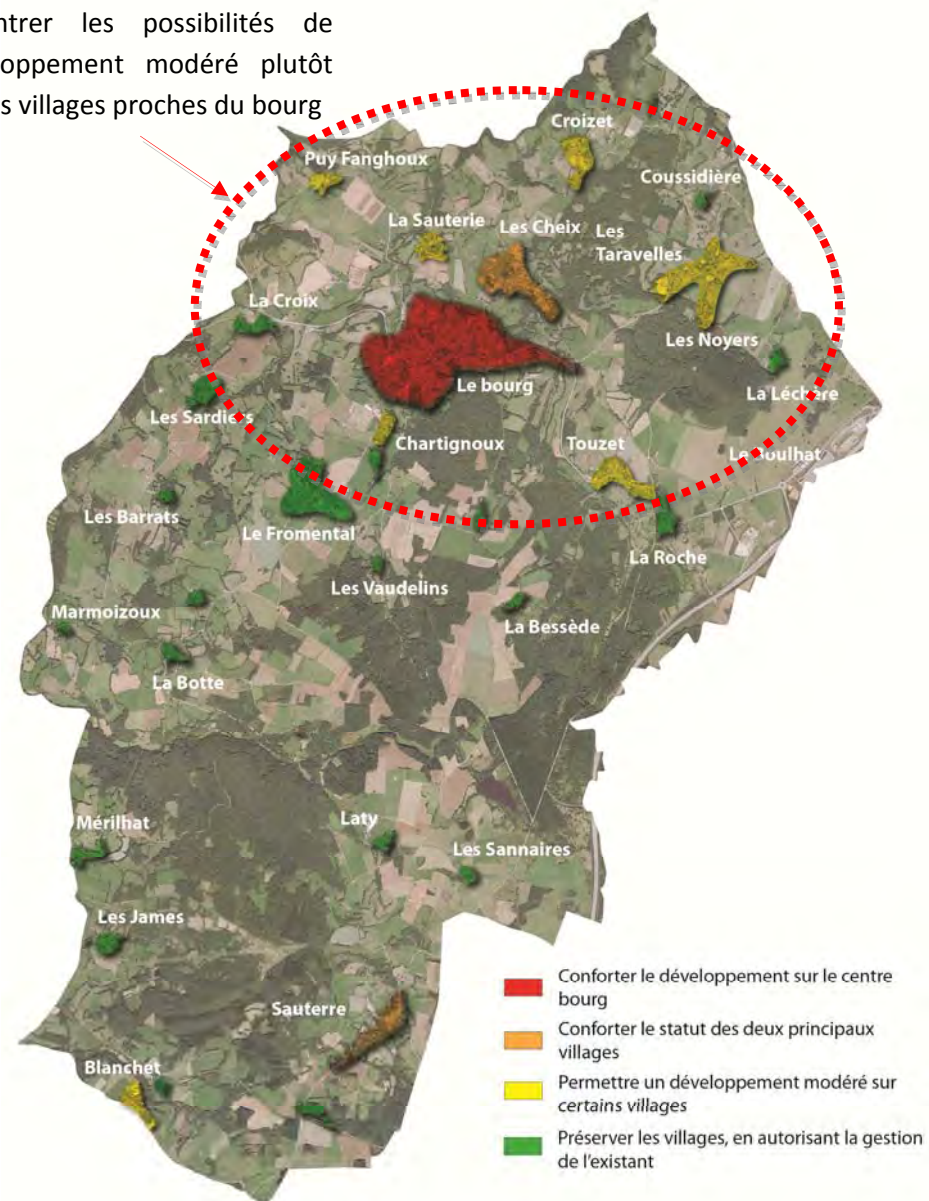 ntrer les possibilités de
oppement modéré plutôt
s villages proches du bourg
Croizet
Puy Fanghoux
Coussidière
La Sauterie
Les Cheix
Les
Taravelles
La Croix
Les Noyers
Le bourg
La Léchère
Les Sardiers
Chartignoux
Touzet
Les Barrats
Le Fromental
La Roche
Les Vaudelins
Marmoizoux
La Bessède
La Botte
Mérilhat
Laty
Les Sannaires
Les James
Sauterre
Blanchet
Conforter le développement sur le centre
bourg
Conforter le statut des deux principaux
villages
Permettre un développement modéré sur
certains villages
Préserver les villages, en autorisant la gestion
de l'existant